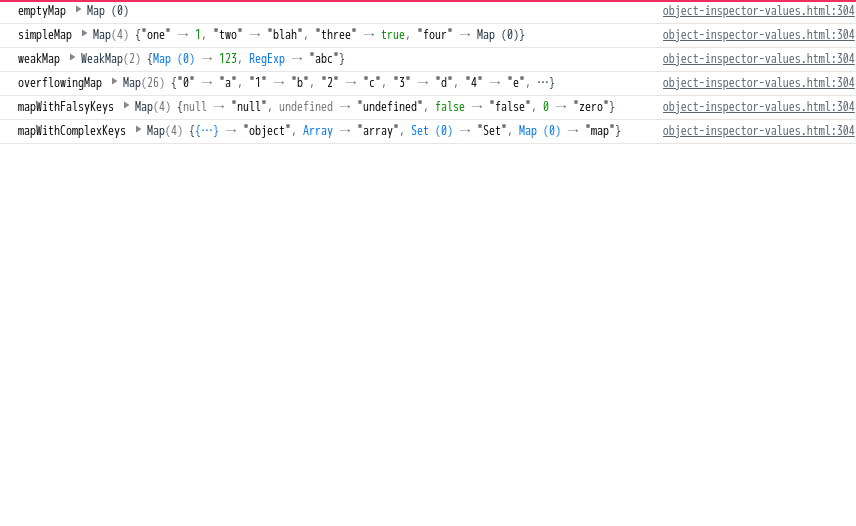 emptyMap ▶ Map (0) object-inspector-values.html:304
simpleMap ▶ Map(4) {"one" → 1, "two" → "blah", "three" → true, "four" → Map (0)} object-inspector-values.html:304
weakMap ▶ WeakMap(2) {Map (0) → 123, RegExp → "abc"} object-inspector-values.html:304
overflowingMap ▶ Map(26) {"0" → "a", "1" → "b", "2" → "c", "3" → "d", "4" → "e", ⋯} object-inspector-values.html:304
mapWithFalsyKeys ▶ Map(4) {null → "null", undefined → "undefined", false → "false", 0 → "zero"} object-inspector-values.html:304
mapWithComplexKeys ▶ Map(4) {{⋯} → "object", Array → "array", Set (0) → "Set", Map (0) → "map"} object-inspector-values.html:304